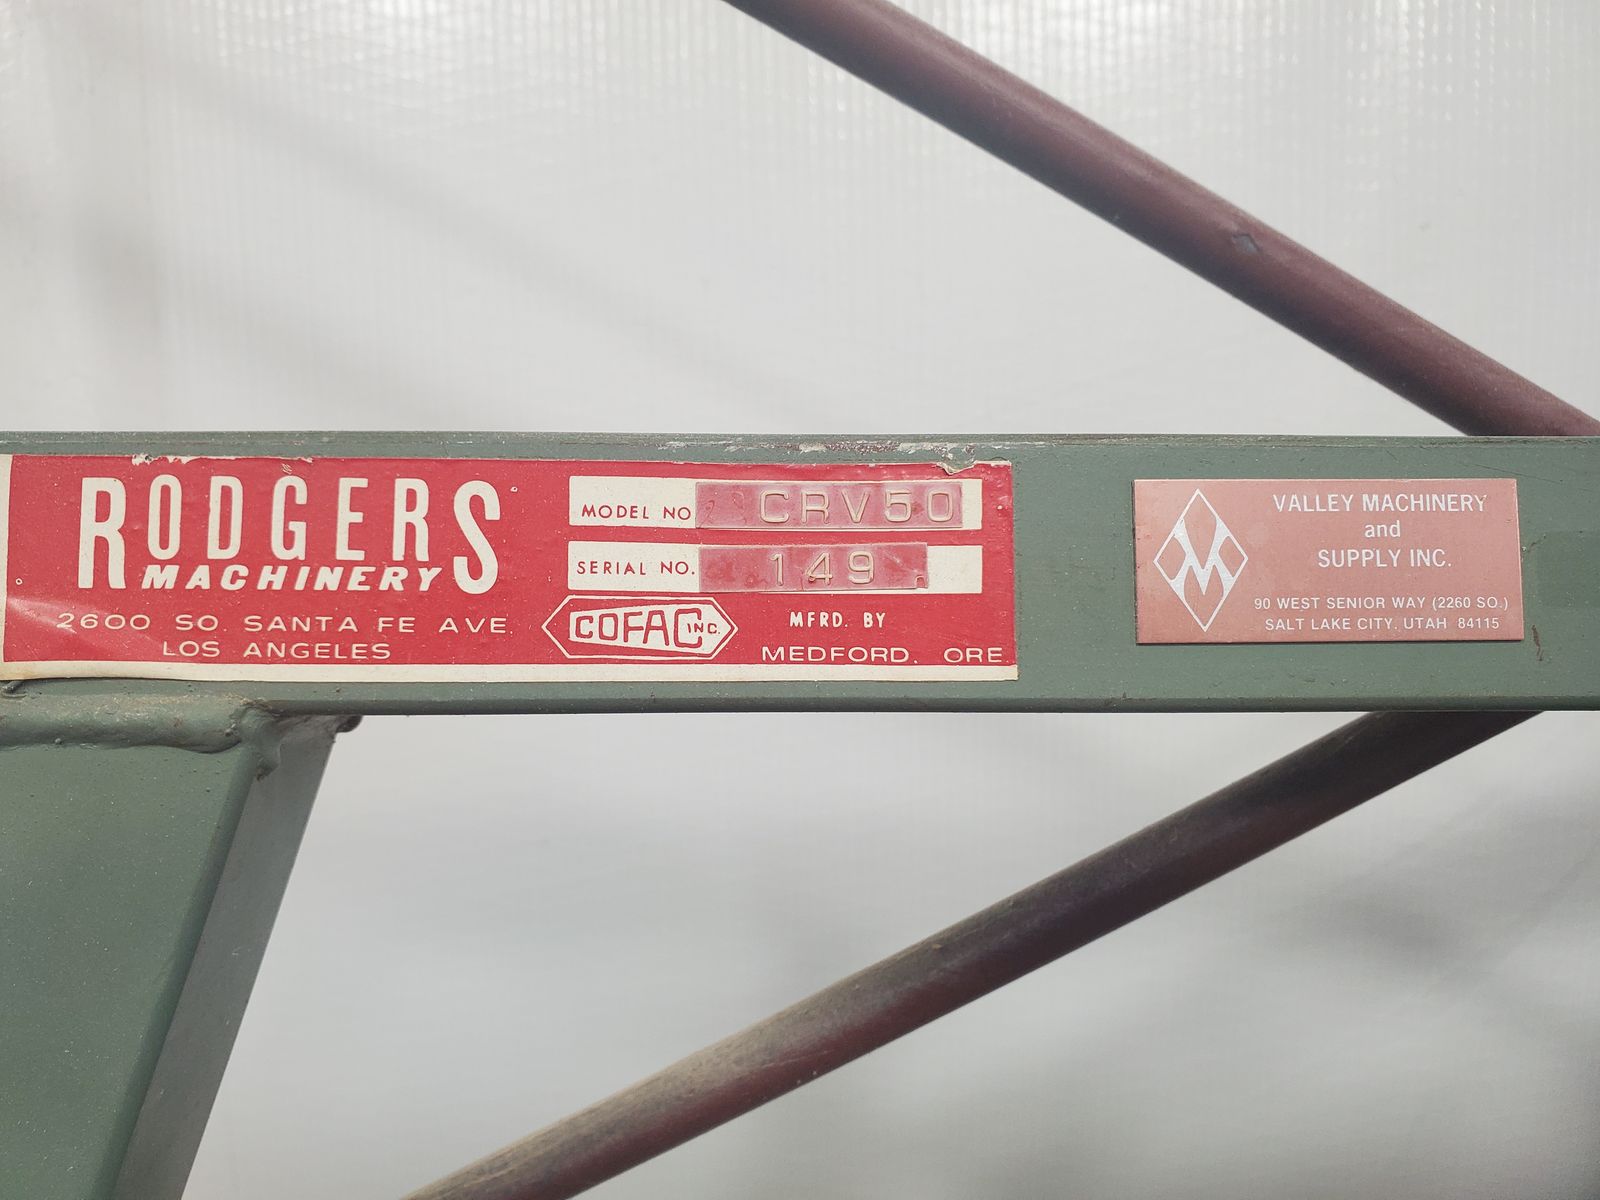 RODGERS
MACHINERY
2600 SO. SANTA FE AVE.
LOS ANGELES
MODEL NO. CRV50
SERIAL NO. 149
COFAC INC.
MFRD. BY
MEDFORD, ORE.
VM
VALLEY MACHINERY
and
SUPPLY INC.
90 WEST SENIOR WAY (2260 SO.)
SALT LAKE CITY, UTAH 84115